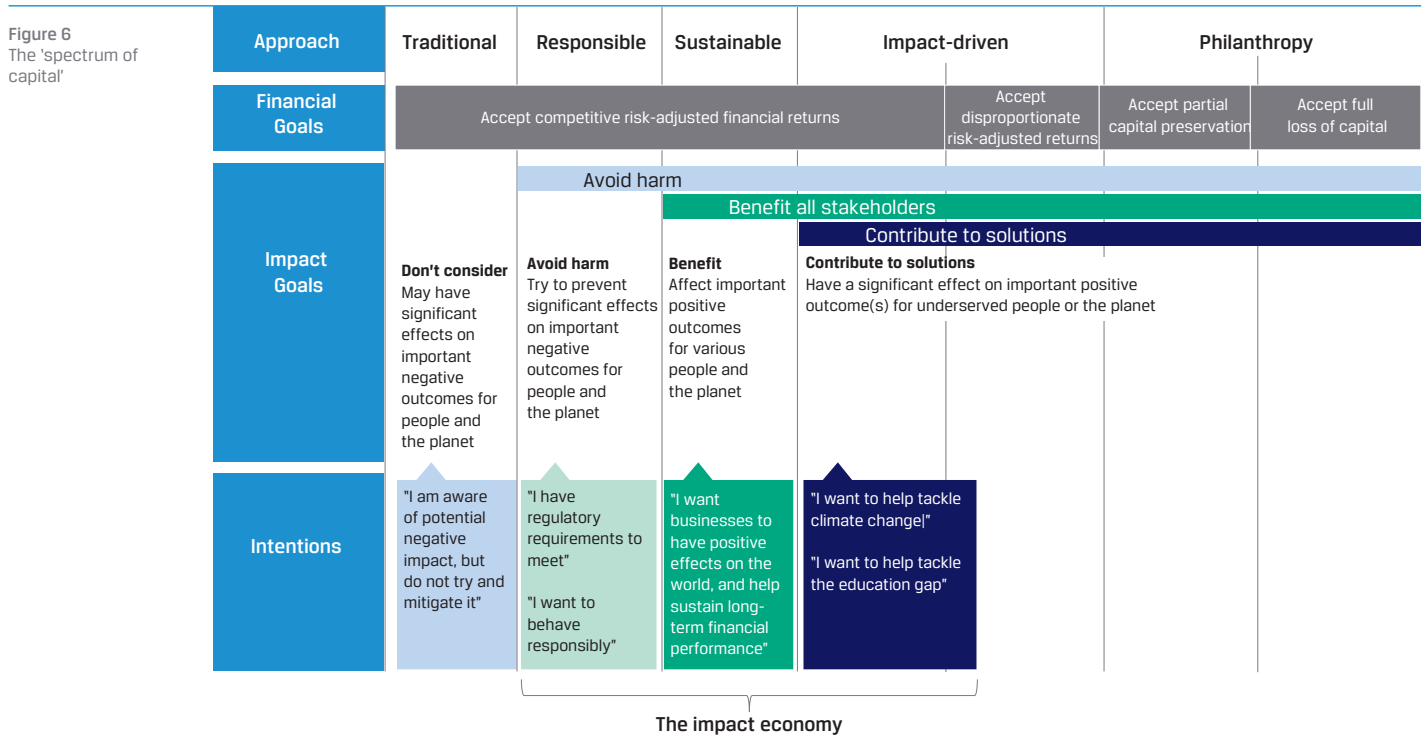 Figure 6
The 'spectrum of
capital'
Approach
Traditional
Responsible
Sustainable
Impact-driven
Philanthropy
Financial
Goals
Accept competitive risk-adjusted financial returns
Accept
disproportionate
risk-adjusted returns
Accept partial
capital preservation
Accept full
loss of capital
Impact
Goals
Avoid harm
Benefit all stakeholders
Contribute to solutions
Don't consider
May have
significant
effects on
important
negative
outcomes for
people and
the planet
Avoid harm
Try to prevent
significant effects
on important
negative
outcomes for
people and
the planet
Benefit
Affect important
positive
outcomes
for various
people and
the planet
Contribute to solutions
Have a significant effect on important positive
outcome(s) for underserved people or the planet
Intentions
"I am aware
of potential
negative
impact, but
do not try and
mitigate it"
"I have
regulatory
requirements to
meet"
"I want to
behave
responsibly"
"I want
businesses to
have positive
effects on the
world, and help
sustain long-
term financial
performance"
"I want to help tackle
climate change|"
"I want to help tackle
the education gap"
The impact economy